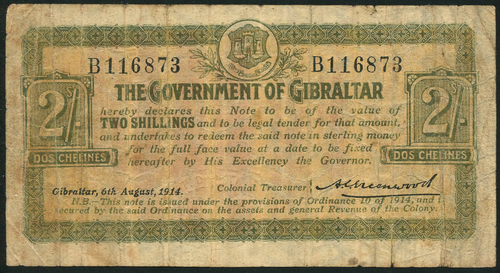 B116873 B116873
THE GOVERNMENT OF GIBRALTAR
hereby declares this Note to be of the value of
TWO SHILLINGS and to be legal tender for that amount,
and undertakes to redeem the said note in sterling money
for the full face value at a date to be fixed
hereafter by His Excellency the Governor.
2/- 2/-
DOS CHELINES DOS CHELINES
Gibraltar, 6th August, 1914. Colonial Treasurer
N.B.—This note is issued under the provisions of Ordinance 10 of 1914, and
secured by the said Ordinance on the assets and general Revenue of the Colony.